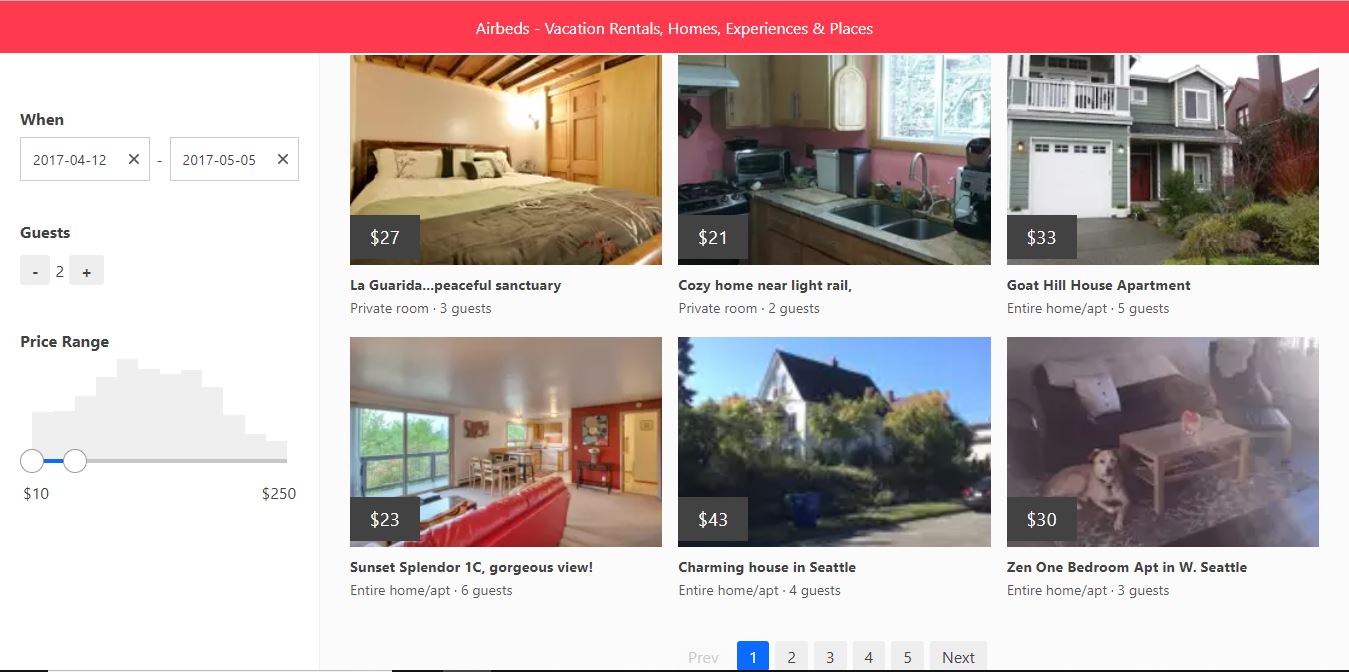 Airbeds - Vacation Rentals, Homes, Experiences & Places
When
2017-04-12 ✕ - 2017-05-05 ✕
Guests
- 2 +
Price Range
$10 $250
$27
La Guarida...peaceful sanctuary
Private room · 3 guests
$21
Cozy home near light rail,
Private room · 2 guests
$33
Goat Hill House Apartment
Entire home/apt · 5 guests
$23
Sunset Splendor 1C, gorgeous view!
Entire home/apt · 6 guests
$43
Charming house in Seattle
Entire home/apt · 4 guests
$30
Zen One Bedroom Apt in W. Seattle
Entire home/apt · 3 guests
Prev 1 2 3 4 5 Next